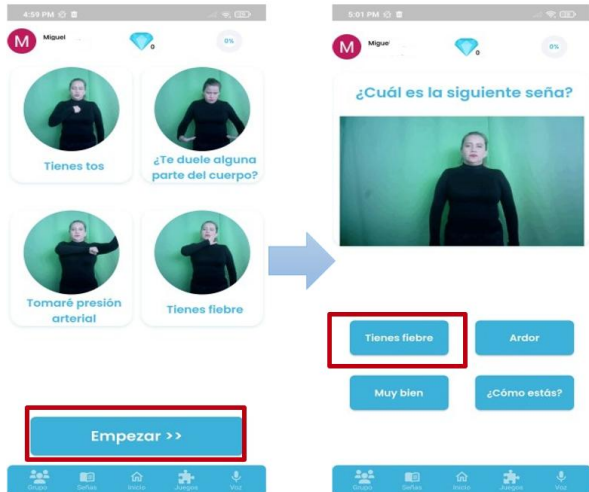 4:59 PM
M
Miguel
0
0%
Tienes tos
¿Te duele alguna
parte del cuerpo?
Tomaré presión
arterial
Tienes fiebre
Empezar >>
Grupo Señas Inicio Juegos Voz
5:01 PM
M
Migue
0
0%
¿Cuál es la siguiente seña?
Tienes fiebre
Ardor
Muy bien
¿Cómo estás?
Grupo Señas Inicio Juegos Voz